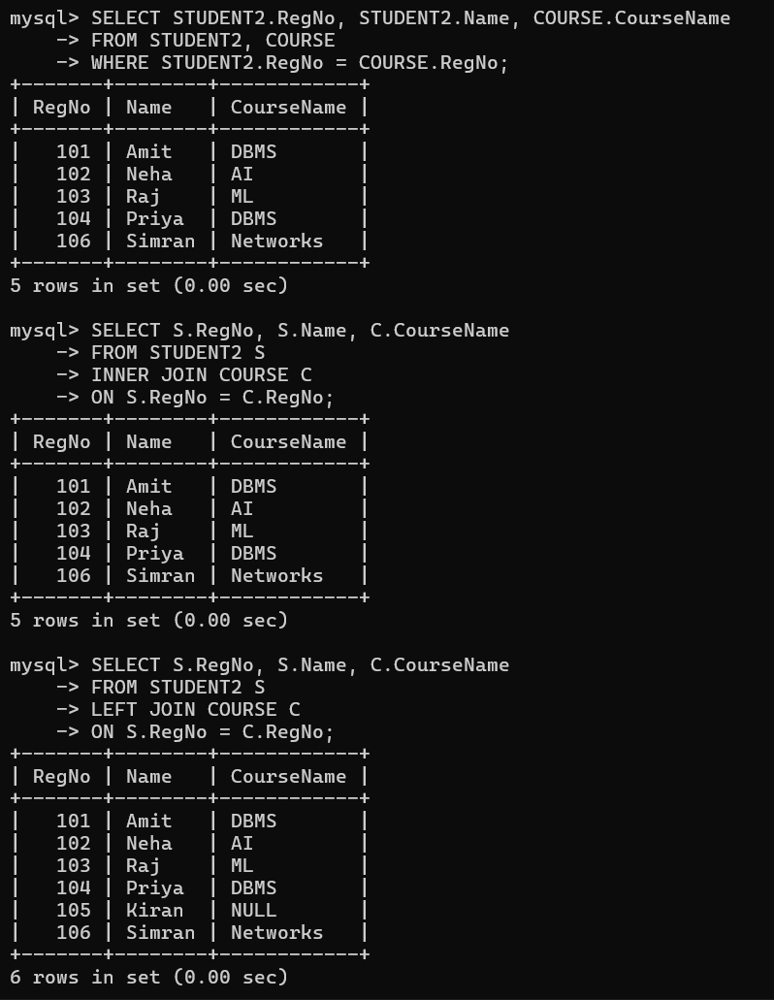 mysql> SELECT STUDENT2.RegNo, STUDENT2.Name, COURSE.CourseName
    -> FROM STUDENT2, COURSE
    -> WHERE STUDENT2.RegNo = COURSE.RegNo;
+-------+--------+------------+
| RegNo | Name   | CourseName |
+-------+--------+------------+
|   101 | Amit   | DBMS       |
|   102 | Neha   | AI         |
|   103 | Raj    | ML         |
|   104 | Priya  | DBMS       |
|   106 | Simran | Networks   |
+-------+--------+------------+
5 rows in set (0.00 sec)

mysql> SELECT S.RegNo, S.Name, C.CourseName
    -> FROM STUDENT2 S
    -> INNER JOIN COURSE C
    -> ON S.RegNo = C.RegNo;
+-------+--------+------------+
| RegNo | Name   | CourseName |
+-------+--------+------------+
|   101 | Amit   | DBMS       |
|   102 | Neha   | AI         |
|   103 | Raj    | ML         |
|   104 | Priya  | DBMS       |
|   106 | Simran | Networks   |
+-------+--------+------------+
5 rows in set (0.00 sec)

mysql> SELECT S.RegNo, S.Name, C.CourseName
    -> FROM STUDENT2 S
    -> LEFT JOIN COURSE C
    -> ON S.RegNo = C.RegNo;
+-------+--------+------------+
| RegNo | Name   | CourseName |
+-------+--------+------------+
|   101 | Amit   | DBMS       |
|   102 | Neha   | AI         |
|   103 | Raj    | ML         |
|   104 | Priya  | DBMS       |
|   105 | Kiran  | NULL       |
|   106 | Simran | Networks   |
+-------+--------+------------+
6 rows in set (0.00 sec)